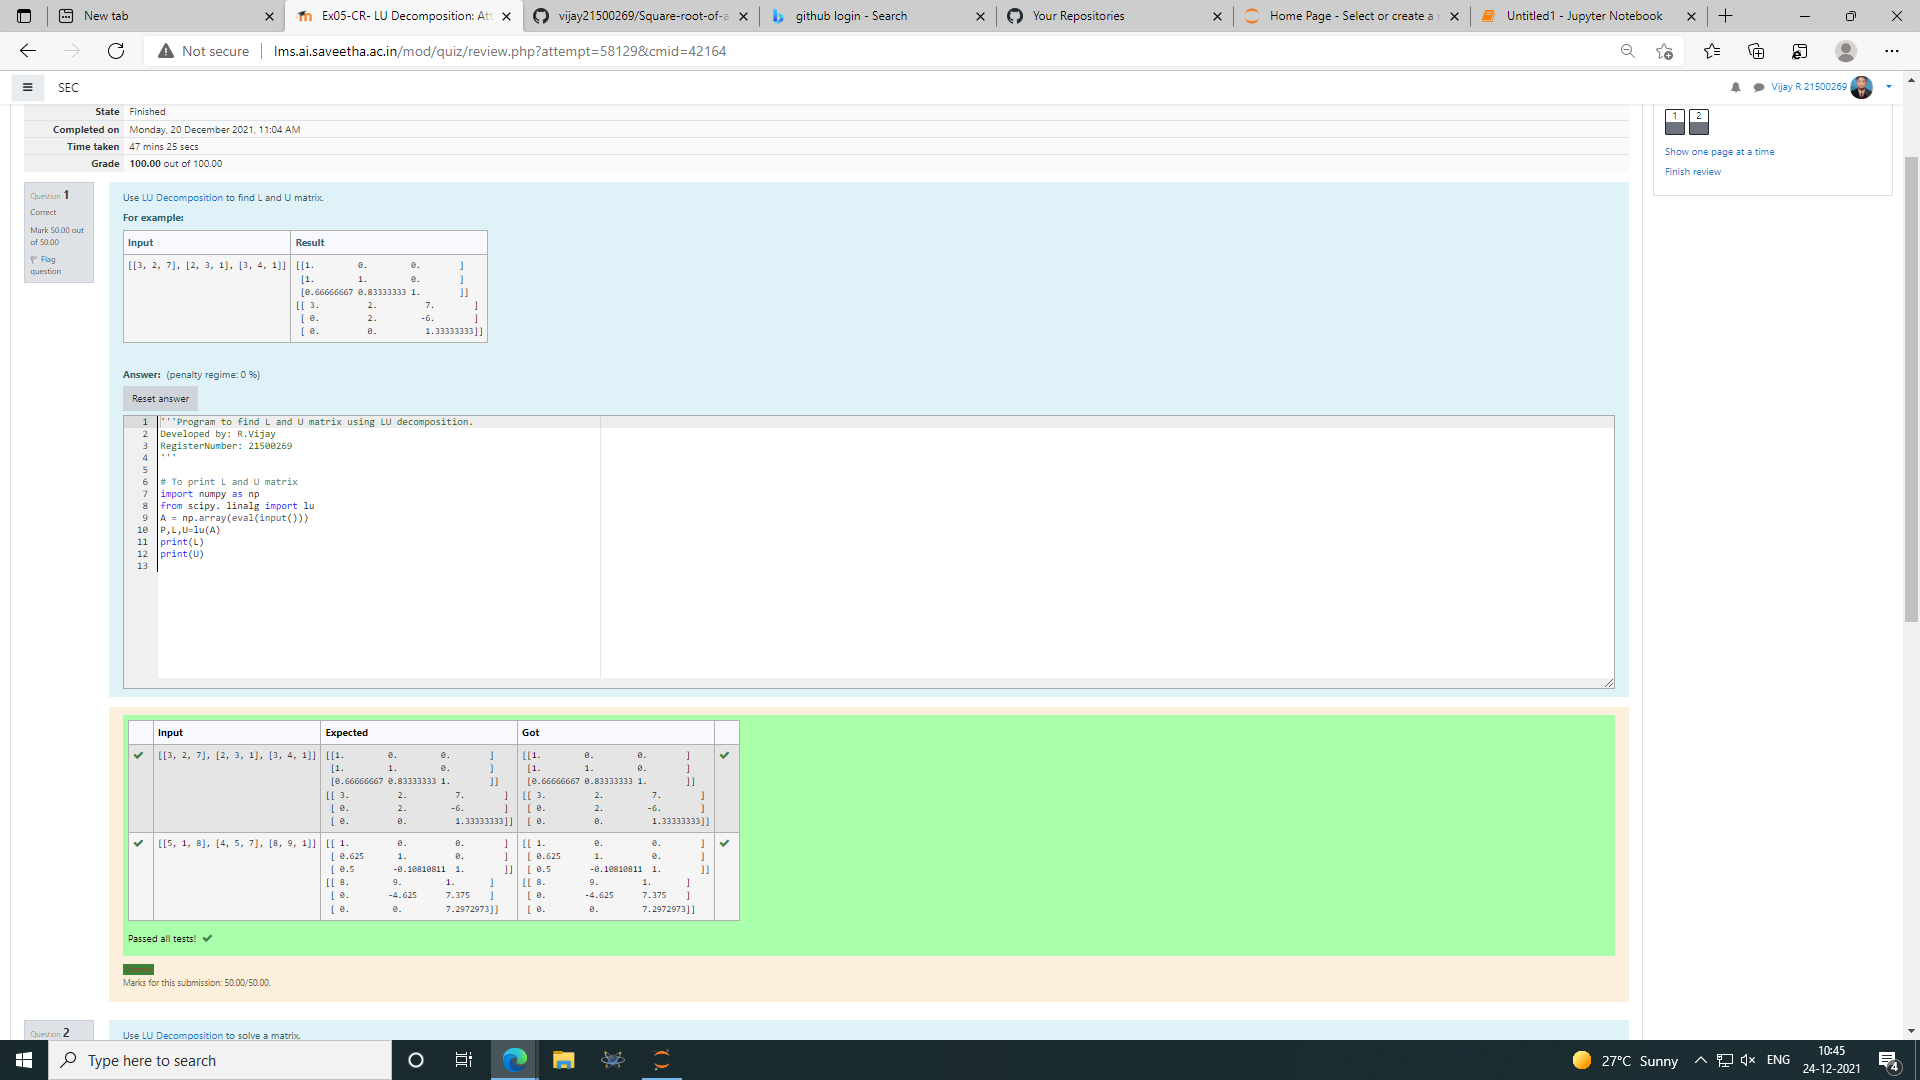 New tab
Ex05-CR- LU Decomposition: Att
vijay21500269/Square-root-of-a
github login - Search
Your Repositories
Home Page - Select or create a n
Untitled1 - Jupyter Notebook
Not secure | lms.ai.saveetha.ac.in/mod/quiz/review.php?attempt=58129&cmid=42164
SEC
Vijay R 21500269
State Finished
Completed on Monday, 20 December 2021, 11:04 AM
Time taken 47 mins 25 secs
Grade 100.00 out of 100.00
1 2
Show one page at a time
Finish review
Question 1
Correct
Mark 50.00 out
of 50.00
Flag
question
Use LU Decomposition to find L and U matrix.
For example:
Input Result
[[3, 2, 7], [2, 3, 1], [3, 4, 1]] [[1. 0. 0. ]
[1. 1. 0. ]
[0.66666667 0.83333333 1. ]]
[[ 3. 2. 7. ]
[ 0. 2. -6. ]
[ 0. 0. 1.33333333]]
Answer: (penalty regime: 0 %)
Reset answer
1 '''Program to find L and U matrix using LU decomposition.
2 Developed by: R.Vijay
3 RegisterNumber: 21500269
4 '''
5
6 # To print L and U matrix
7 import numpy as np
8 from scipy. linalg import lu
9 A = np.array(eval(input()))
10 P,L,U=lu(A)
11 print(L)
12 print(U)
13
Input Expected Got
[[3, 2, 7], [2, 3, 1], [3, 4, 1]] [[1. 0. 0. ] [[1. 0. 0. ]
[1. 1. 0. ] [1. 1. 0. ]
[0.66666667 0.83333333 1. ]] [0.66666667 0.83333333 1. ]]
[[ 3. 2. 7. ] [[ 3. 2. 7. ]
[ 0. 2. -6. ] [ 0. 2. -6. ]
[ 0. 0. 1.33333333]] [ 0. 0. 1.33333333]]
[[5, 1, 8], [4, 5, 7], [8, 9, 1]] [[ 1. 0. 0. ] [[ 1. 0. 0. ]
[ 0.625 1. 0. ] [ 0.625 1. 0. ]
[ 0.5 -0.10810811 1. ]] [ 0.5 -0.10810811 1. ]]
[[ 8. 9. 1. ] [[ 8. 9. 1. ]
[ 0. -4.625 7.375 ] [ 0. -4.625 7.375 ]
[ 0. 0. 7.2972973]] [ 0. 0. 7.2972973]]
Passed all tests!
Marks for this submission: 50.00/50.00.
Question 2
Use LU Decomposition to solve a matrix.
Type here to search
27°C Sunny
ENG
10:45
24-12-2021
4